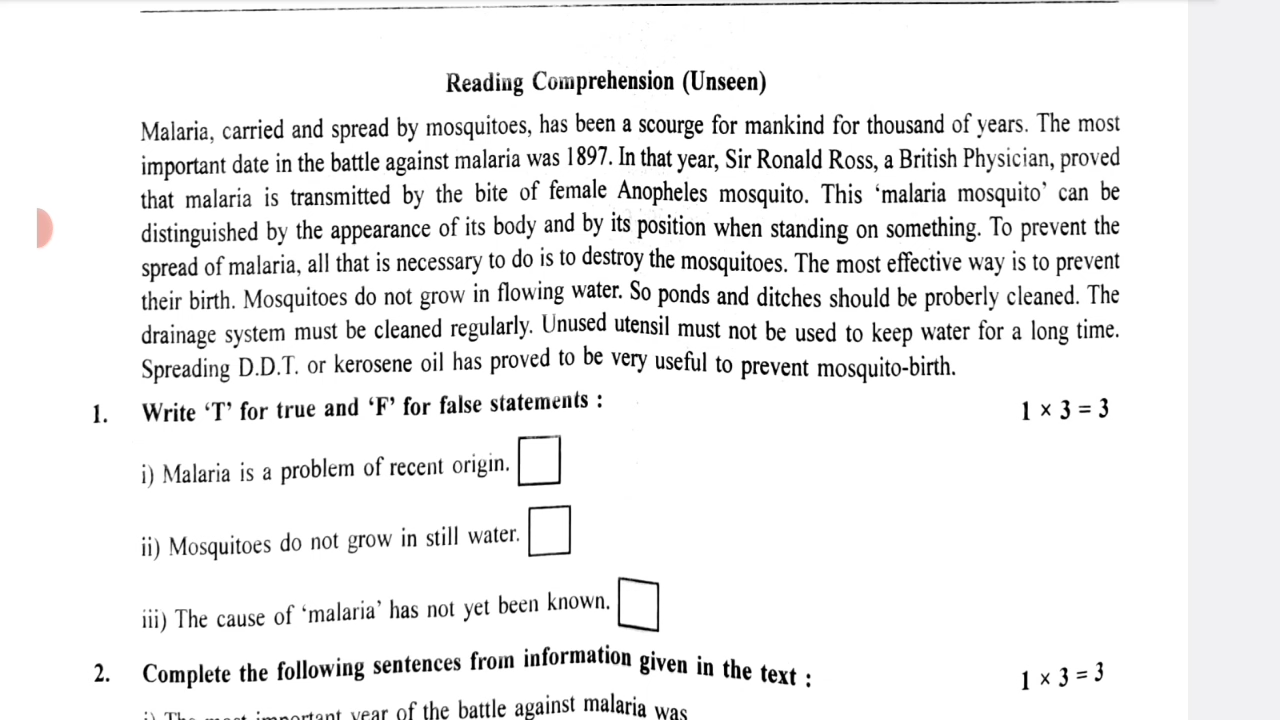 Reading Comprehension (Unseen)
Malaria, carried and spread by mosquitoes, has been a scourge for mankind for thousand of years. The most
important date in the battle against malaria was 1897. In that year, Sir Ronald Ross, a British Physician, proved
that malaria is transmitted by the bite of female Anopheles mosquito. This ‘malaria mosquito’ can be
distinguished by the appearance of its body and by its position when standing on something. To prevent the
spread of malaria, all that is necessary to do is to destroy the mosquitoes. The most effective way is to prevent
their birth. Mosquitoes do not grow in flowing water. So ponds and ditches should be proberly cleaned. The
drainage system must be cleaned regularly. Unused utensil must not be used to keep water for a long time.
Spreading D.D.T. or kerosene oil has proved to be very useful to prevent mosquito-birth.
1. Write ‘T’ for true and ‘F’ for false statements : 1 × 3 = 3
i) Malaria is a problem of recent origin.
ii) Mosquitoes do not grow in still water.
iii) The cause of ‘malaria’ has not yet been known.
2. Complete the following sentences from information given in the text : 1 × 3 = 3
i) The most important year of the battle against malaria was